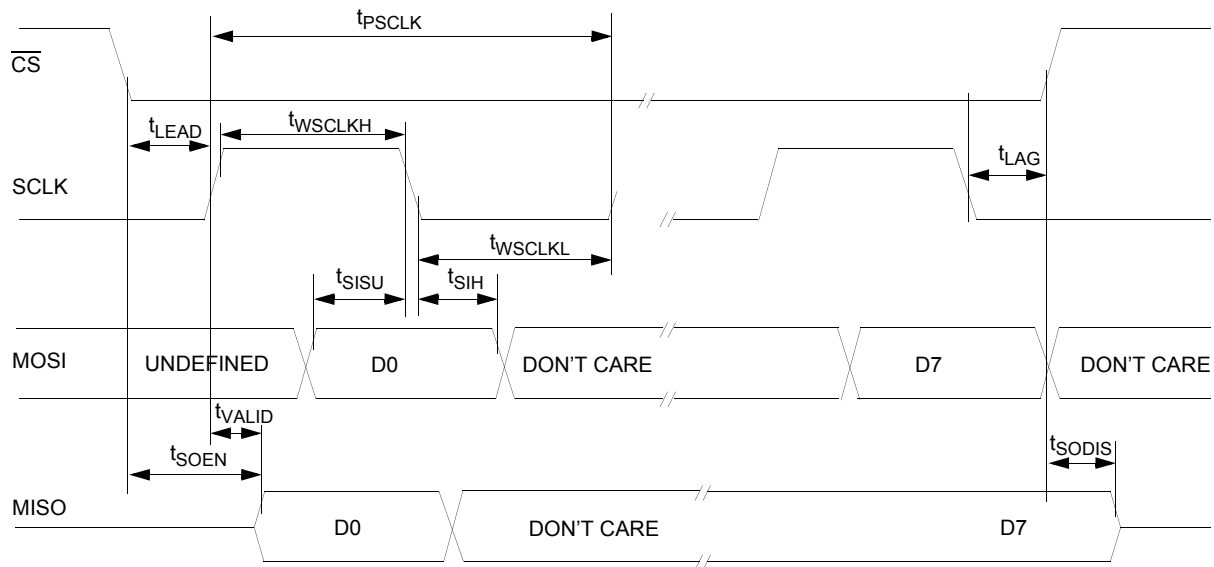 tPSCLK
CS
tLEAD
tWSCLKH
tLAG
SCLK
tWSCLKL
tSISU
tSIH
MOSI
UNDEFINED
D0
DON'T CARE
D7
DON'T CARE
tVALID
tSOEN
tSODIS
MISO
D0
DON'T CARE
D7